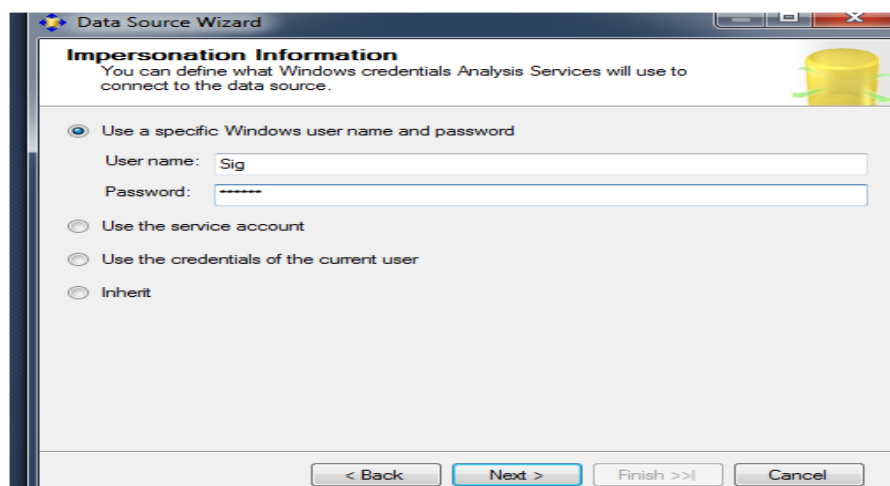 Data Source Wizard
Impersonation Information
You can define what Windows credentials Analysis Services will use to
connect to the data source.
Use a specific Windows user name and password
User name: Sig
Password: ••••••
Use the service account
Use the credentials of the current user
Inherit
< Back Next > Finish >>| Cancel